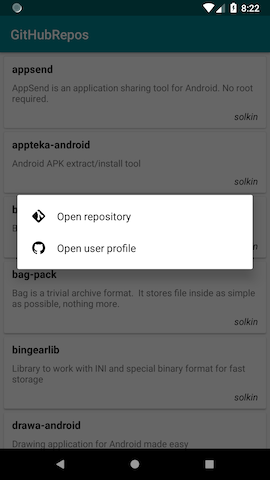 8:22
GitHubRepos
appsend
AppSend is an application sharing tool for Android. No root
required.
solkin
appteka-android
Android APK extract/install tool
solkin
Open repository
Open user profile
bag-pack
Bag is a trivial archive format. It stores file inside as simple
as possible, nothing more.
solkin
bingearlib
Library to work with INI and special binary format for fast
storage
solkin
drawa-android
Drawing application for Android made easy